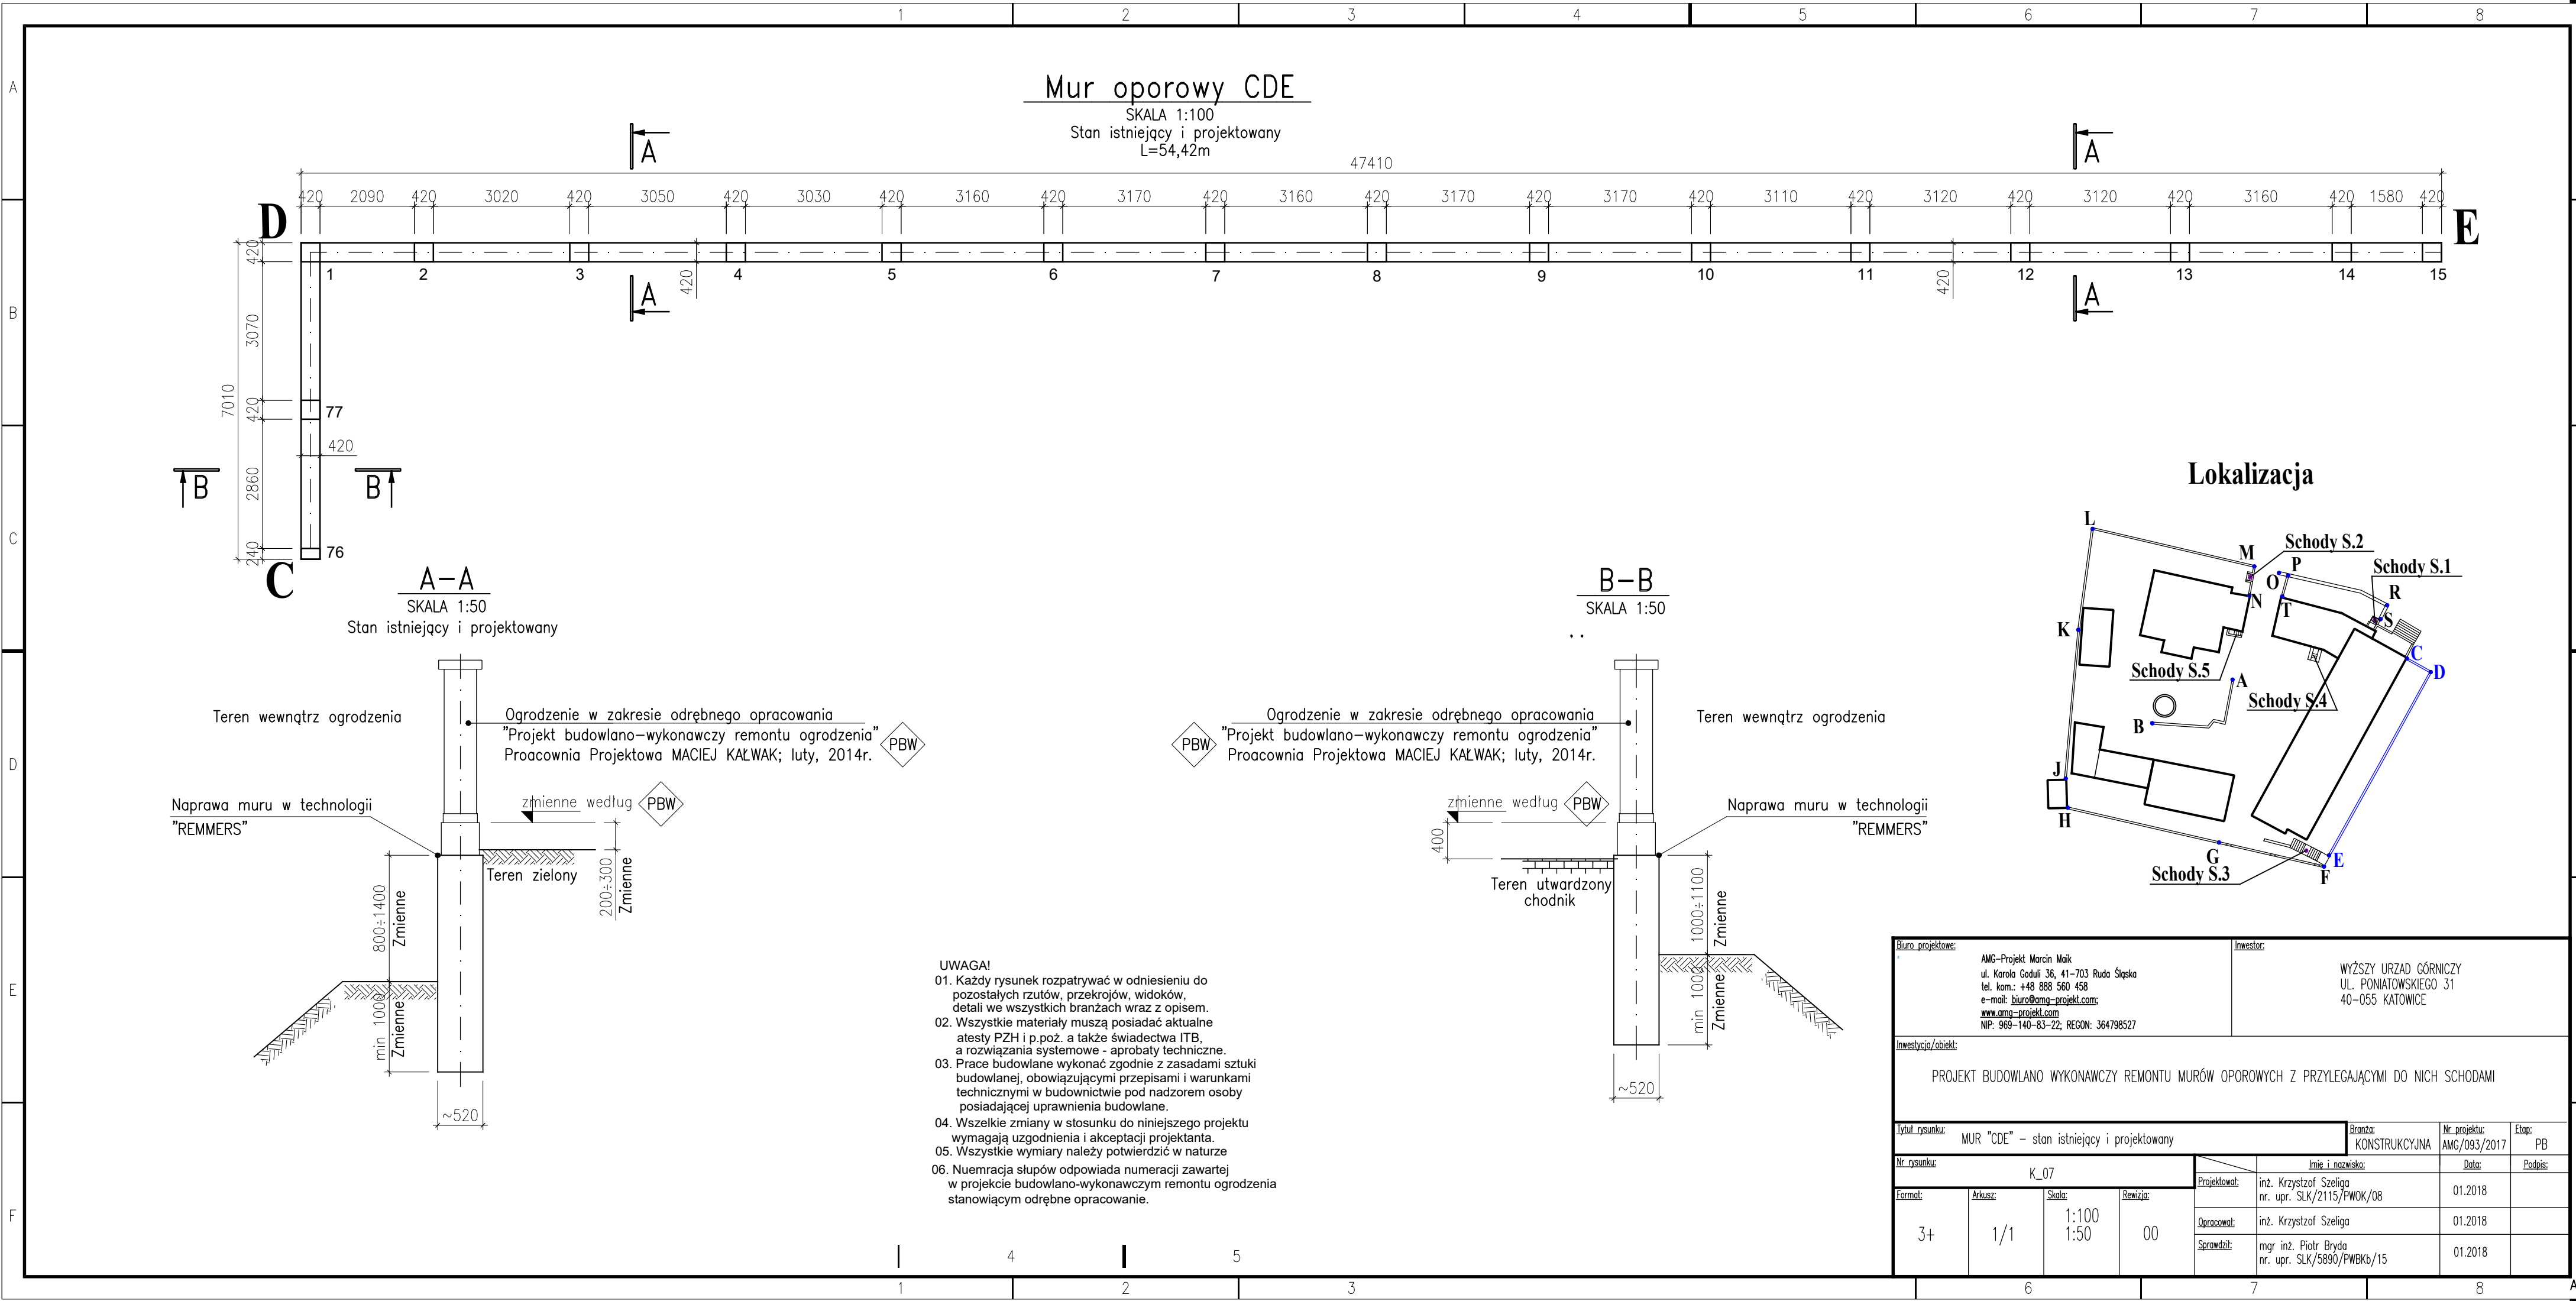 1 2 3 4 5 6 7 8
A
B
C
D
E
F
Mur oporowy CDE
SKALA 1:100
Stan istniejący i projektowany
L=54,42m
A
A
47410
420 2090 420 3020 420 3050 420 3030 420 3160 420 3170 420 3160 420 3170 420 3170 420 3110 420 3120 420 3120 420 3160 420 1580 420
D
E
1 2 3 4 5 6 7 8 9 10 11 12 13 14 15
420
420
A
A
420
3070
7010
420
77
420
2860
B
B
240
76
C
A-A
SKALA 1:50
Stan istniejący i projektowany
Teren wewnątrz ogrodzenia
Ogrodzenie w zakresie odrębnego opracowania
"Projekt budowlano-wykonawczy remontu ogrodzenia"
Proacownia Projektowa MACIEJ KAŁWAK; luty, 2014r.
PBW
Naprawa muru w technologii
"REMMERS"
zmienne według
PBW
Teren zielony
200÷300
Zmienne
800÷1400
Zmienne
min 1000
Zmienne
~520
B-B
SKALA 1:50
Ogrodzenie w zakresie odrębnego opracowania
"Projekt budowlano-wykonawczy remontu ogrodzenia"
Proacownia Projektowa MACIEJ KAŁWAK; luty, 2014r.
PBW
Teren wewnątrz ogrodzenia
zmienne według
PBW
400
Naprawa muru w technologii
"REMMERS"
Teren utwardzony
chodnik
1000÷1100
Zmienne
min 1000
Zmienne
~520
UWAGA!
01. Każdy rysunek rozpatrywać w odniesieniu do
pozostałych rzutów, przekrojów, widoków,
detali we wszystkich branżach wraz z opisem.
02. Wszystkie materiały muszą posiadać aktualne
atesty PZH i p.poż. a także świadectwa ITB,
a rozwiązania systemowe - aprobaty techniczne.
03. Prace budowlane wykonać zgodnie z zasadami sztuki
budowlanej, obowiązującymi przepisami i warunkami
technicznymi w budownictwie pod nadzorem osoby
posiadającej uprawnienia budowlane.
04. Wszelkie zmiany w stosunku do niniejszego projektu
wymagają uzgodnienia i akceptacji projektanta.
05. Wszystkie wymiary należy potwierdzić w naturze
06. Nuemracja słupów odpowiada numeracji zawartej
w projekcie budowlano-wykonawczym remontu ogrodzenia
stanowiącym odrębne opracowanie.
Lokalizacja
L
M
Schody S.2
O
P
Schody S.1
N
T
R
S
K
C
D
Schody S.5
A
Schody S.4
B
J
H
G
E
F
Schody S.3
Biuro projektowe:
AMG-Projekt Marcin Maik
ul. Karola Goduli 36, 41-703 Ruda Śląska
tel. kom.: +48 888 560 458
e-mail: biuro@amg-projekt.com;
www.amg-projekt.com
NIP: 969-140-83-22; REGON: 364798527
Inwestor:
WYŻSZY URZAD GÓRNICZY
UL. PONIATOWSKIEGO 31
40-055 KATOWICE
Inwestycja/obiekt:
PROJEKT BUDOWLANO WYKONAWCZY REMONTU MURÓW OPOROWYCH Z PRZYLEGAJĄCYMI DO NICH SCHODAMI
Tytuł rysunku:
MUR "CDE" - stan istniejący i projektowany
Branża:
KONSTRUKCYJNA
Nr projektu:
AMG/093/2017
Etap:
PB
Nr rysunku:
K_07
Imię i nazwisko: Data: Podpis:
Projektował:
inż. Krzysztof Szeliga
nr. upr. SLK/2115/PWOK/08
01.2018
Format:
3+
Arkusz:
1/1
Skala:
1:100
1:50
Rewizja:
00
Opracował:
inż. Krzysztof Szeliga
01.2018
Sprawdził:
mgr inż. Piotr Bryda
nr. upr. SLK/5890/PWBKb/15
01.2018
4 5
1 2 3 6 7 8
A